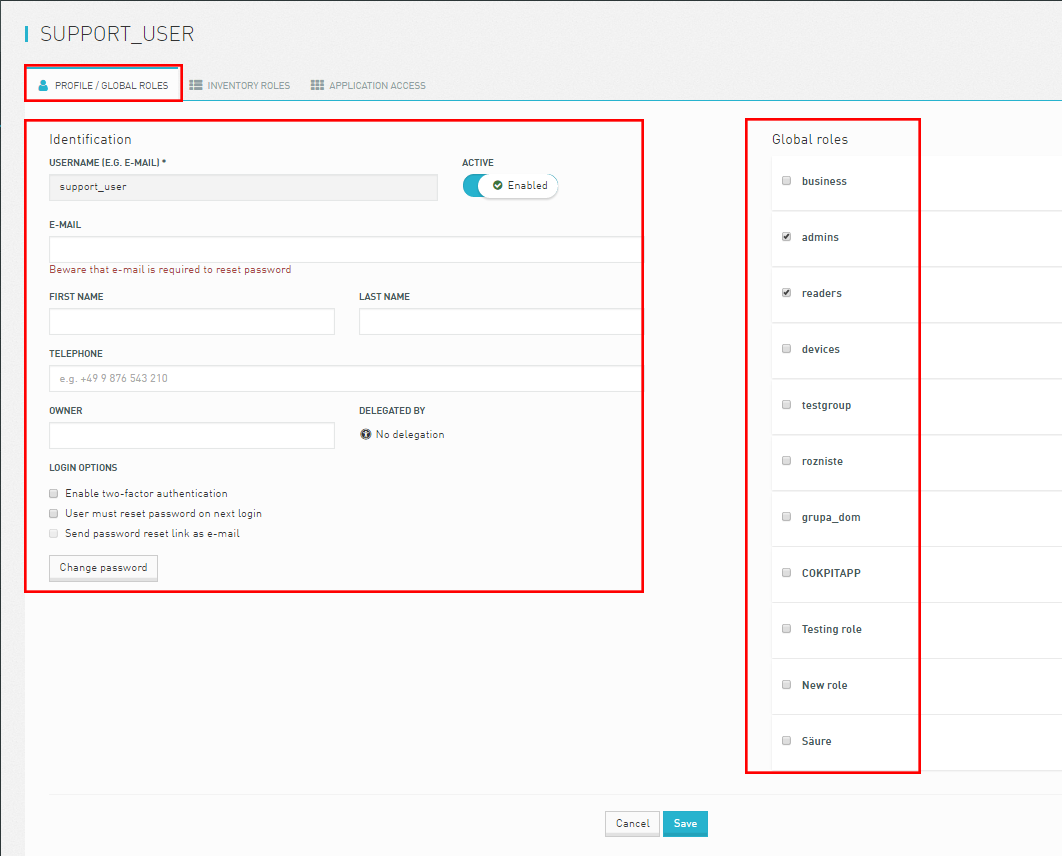 SUPPORT_USER
PROFILE / GLOBAL ROLES INVENTORY ROLES APPLICATION ACCESS
Identification
USERNAME (E.G. E-MAIL) * ACTIVE
support_user Enabled
E-MAIL
Beware that e-mail is required to reset password
FIRST NAME LAST NAME
TELEPHONE
e.g. +49 9 876 543 210
OWNER DELEGATED BY
No delegation
LOGIN OPTIONS
Enable two-factor authentication
User must reset password on next login
Send password reset link as e-mail
Change password
Global roles
business
admins
readers
devices
testgroup
rozniste
grupa_dom
COKPITAPP
Testing role
New role
Säure
Cancel Save